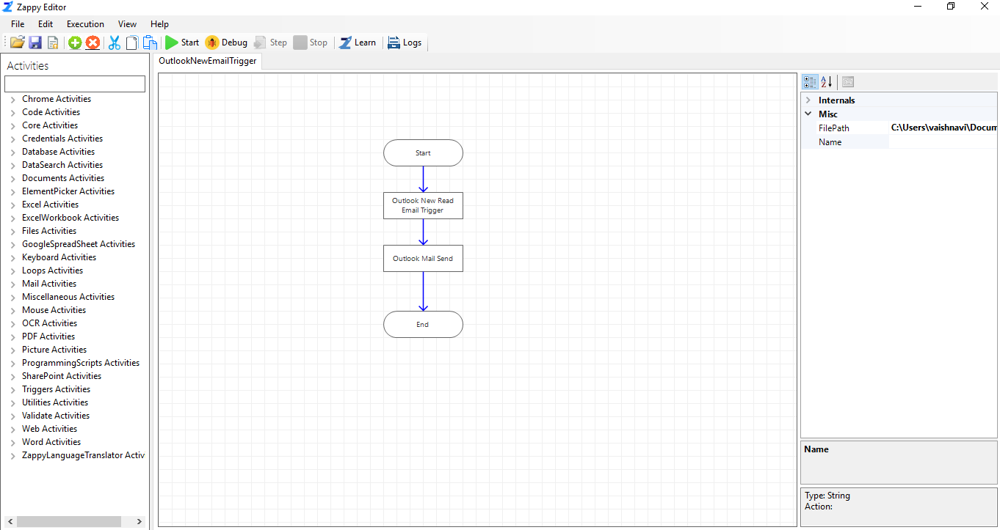 Zappy Editor
File Edit Execution View Help
Start Debug Step Stop Learn Logs
Activities
Chrome Activities
Code Activities
Core Activities
Credentials Activities
Database Activities
DataSearch Activities
Documents Activities
ElementPicker Activities
Excel Activities
ExcelWorkbook Activities
Files Activities
GoogleSpreadSheet Activities
Keyboard Activities
Loops Activities
Mail Activities
Miscellaneous Activities
Mouse Activities
OCR Activities
PDF Activities
Picture Activities
ProgrammingScripts Activities
SharePoint Activities
Triggers Activities
Utilities Activities
Validate Activities
Web Activities
Word Activities
ZappyLanguageTranslator Activ
OutlookNewEmailTrigger
Start
Outlook New Read
Email Trigger
Outlook Mail Send
End
Internals
Misc
FilePath C:\Users\vaishnavi\Docum
Name
Name
Type: String
Action: